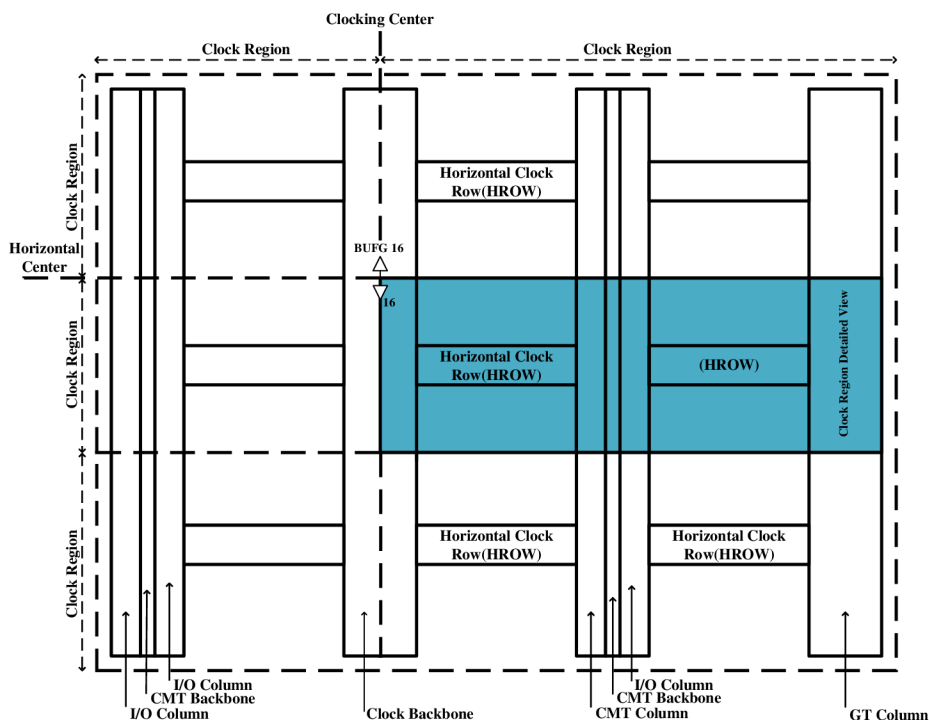 Clocking Center
Clock Region
Clock Region
Clock Region
Horizontal Clock
Row(HROW)
Horizontal
Center
BUFG 16
16
Clock Region
Horizontal Clock
Row(HROW)
(HROW)
Clock Region Detailed View
Clock Region
Horizontal Clock
Row(HROW)
Horizontal Clock
Row(HROW)
I/O Column
CMT Backbone
I/O Column
Clock Backbone
I/O Column
CMT Backbone
CMT Column
GT Column